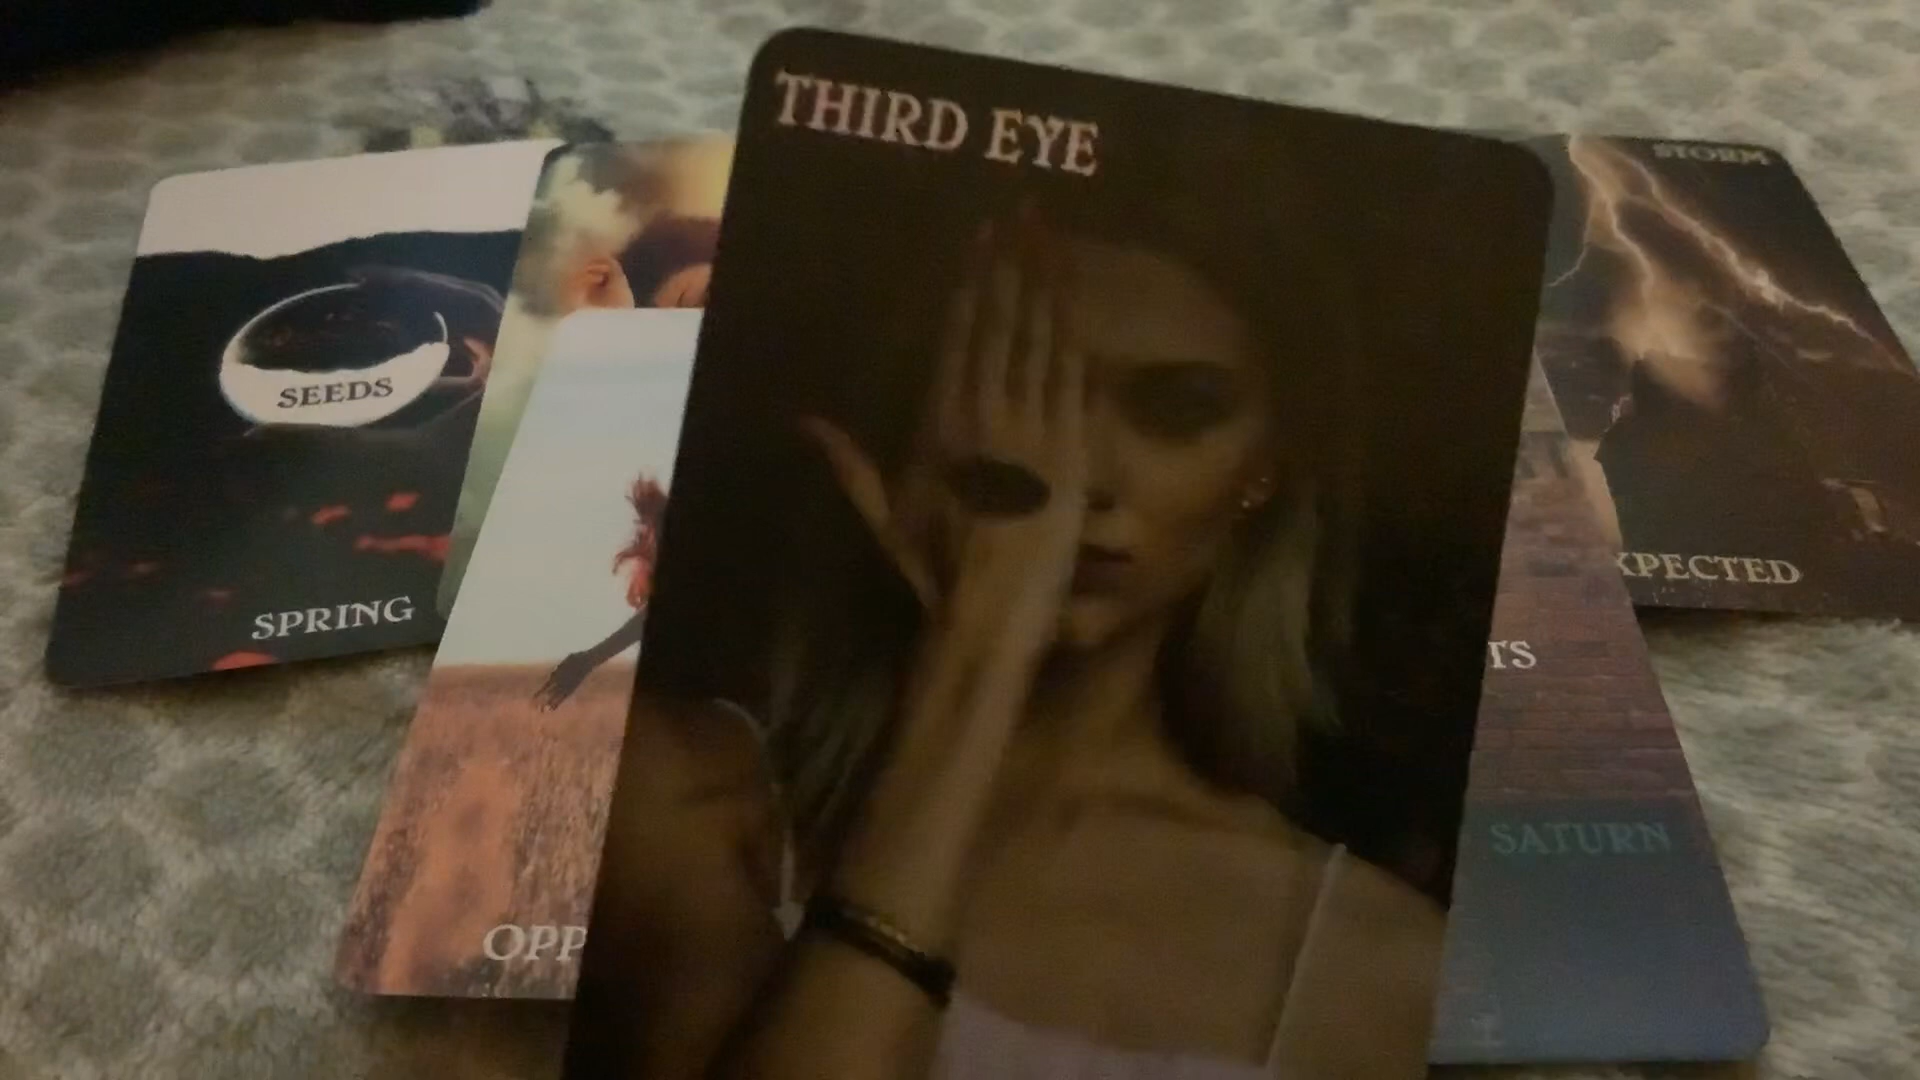 THIRD EYE
STORM
SEEDS
XPECTED
SPRING
TS
SATURN
OPP